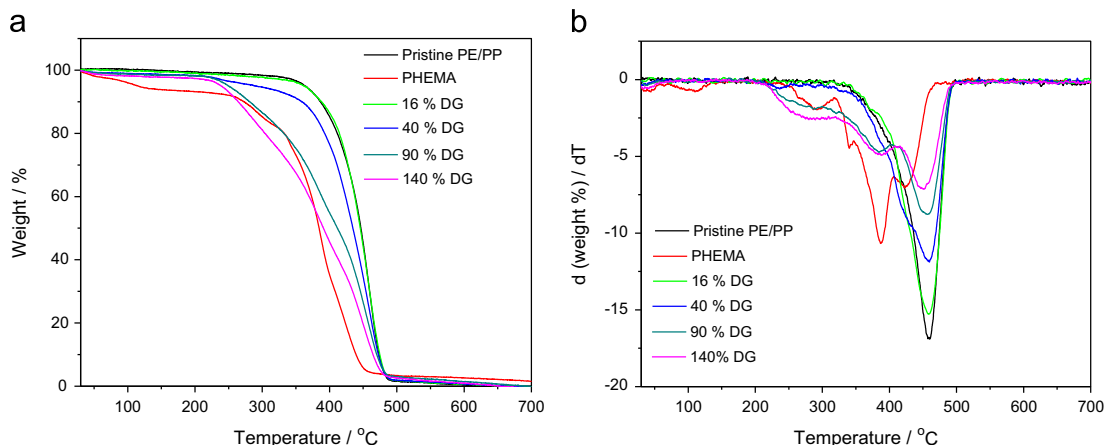 a
100
80
60
40
20
0
Weight / %
Pristine PE/PP
PHEMA
16 % DG
40 % DG
90 % DG
140 % DG
100 200 300 400 500 600 700
Temperature / °C
b
0
-5
-10
-15
-20
d (weight %) / dT
Pristine PE/PP
PHEMA
16 % DG
40 % DG
90 % DG
140% DG
100 200 300 400 500 600 700
Temperature / °C